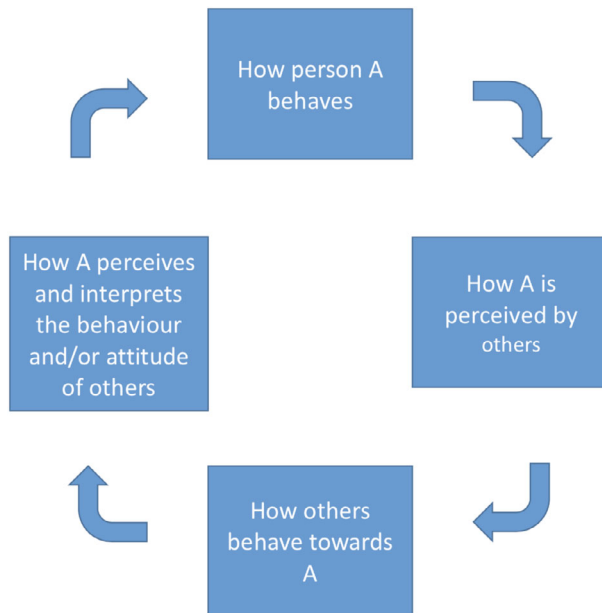 How person A
behaves
How A is
perceived by
others
How others
behave towards
A
How A perceives
and interprets
the behaviour
and/or attitude
of others